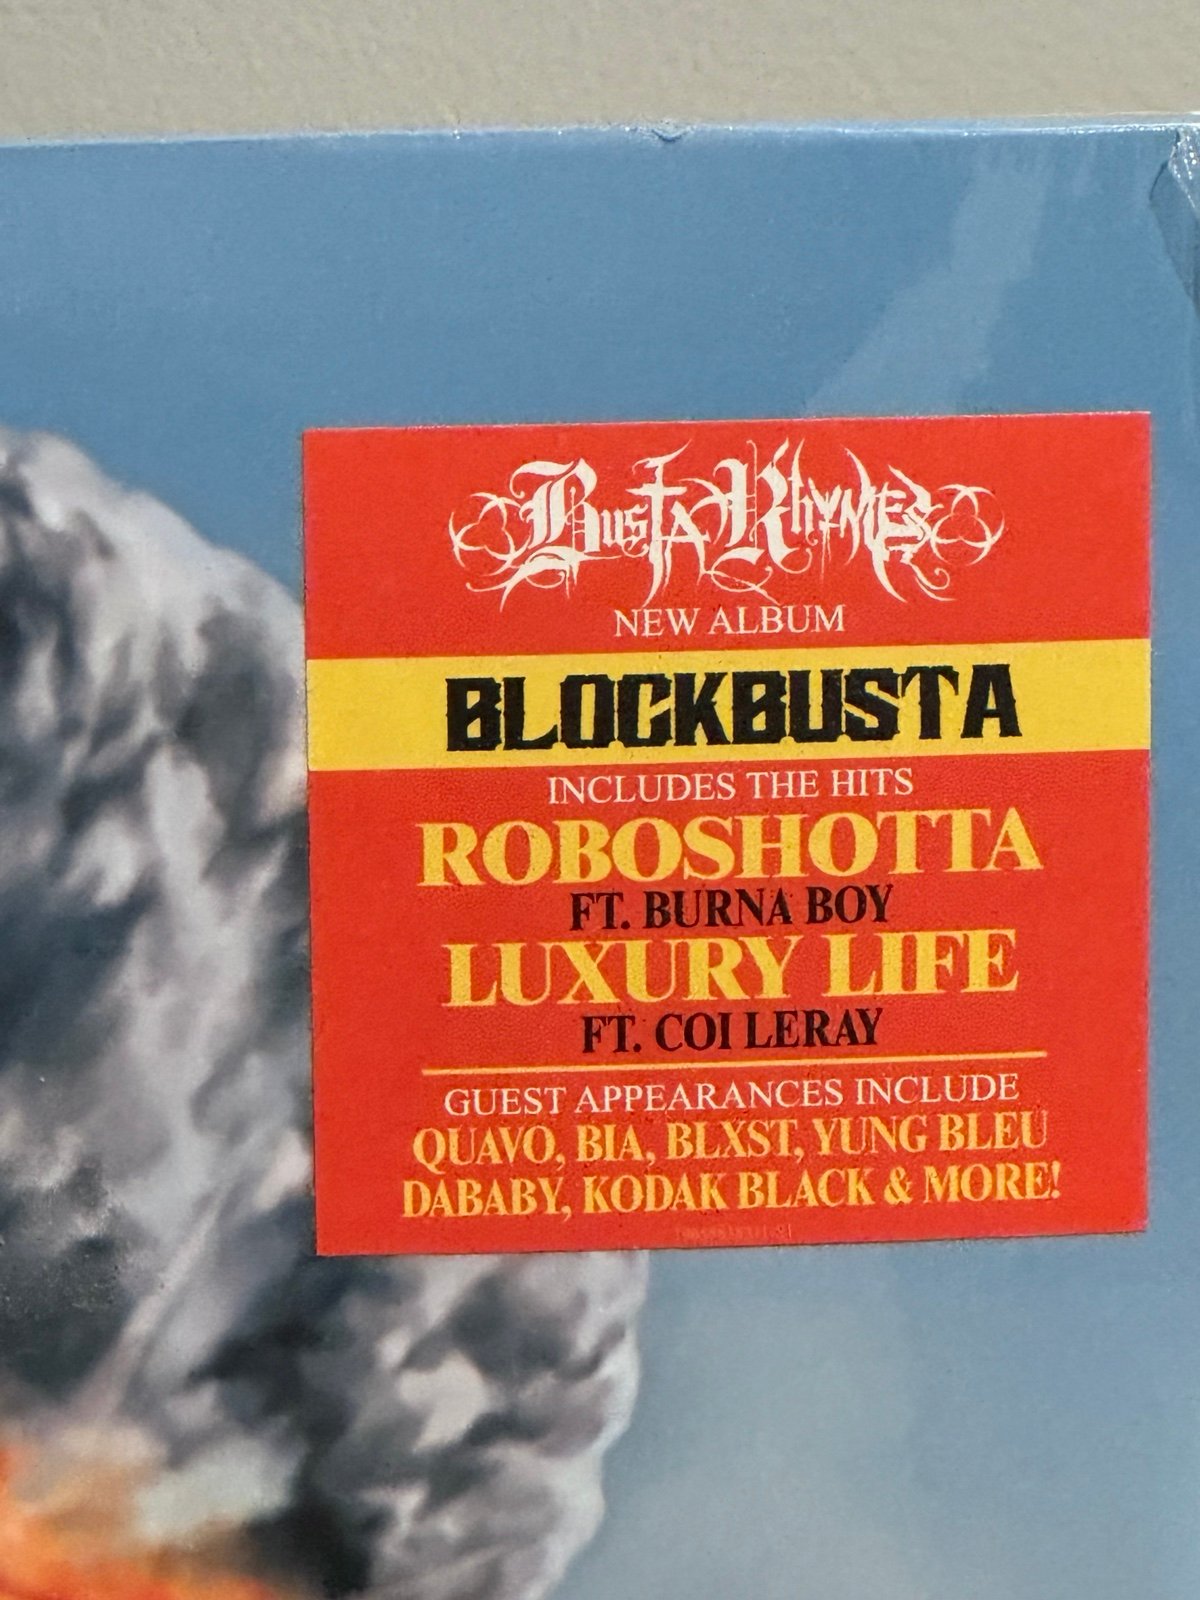 Busta Rhymes
NEW ALBUM
BLOCKBUSTA
INCLUDES THE HITS
ROBOSHOTTA
FT. BURNA BOY
LUXURY LIFE
FT. COI LERAY
GUEST APPEARANCES INCLUDE
QUAVO, BIA, BLXST, YUNG BLEU
DABABY, KODAK BLACK & MORE!